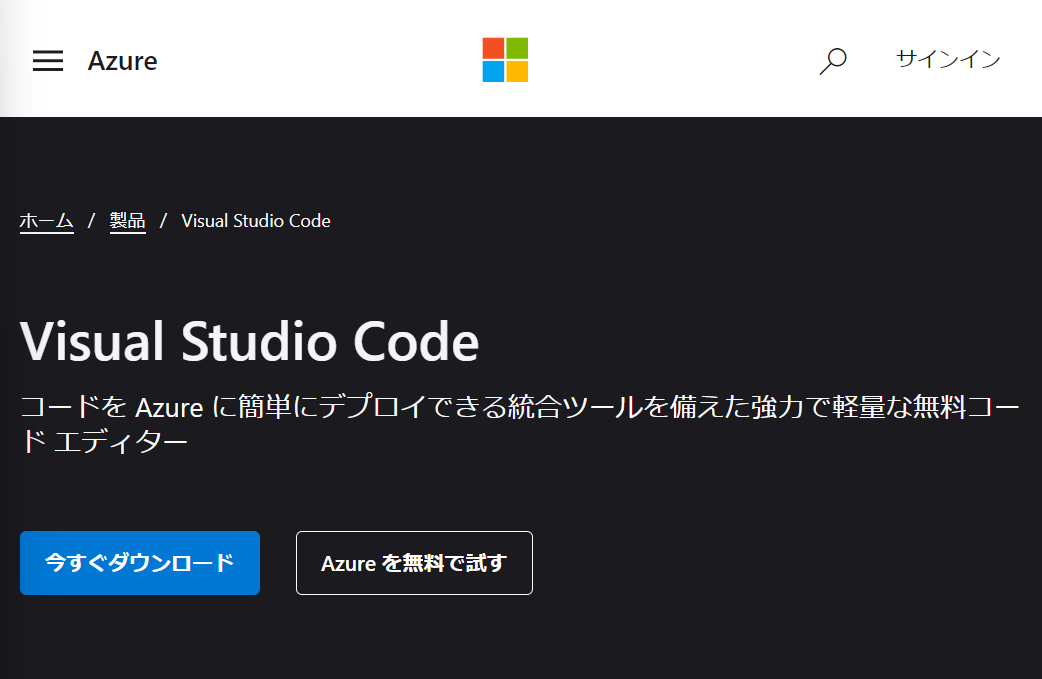 Azure
サインイン
ホーム / 製品 / Visual Studio Code
Visual Studio Code
コードを Azure に簡単にデプロイできる統合ツールを備えた強力で軽量な無料コー
ド エディター
今すぐダウンロード
Azure を無料で試す